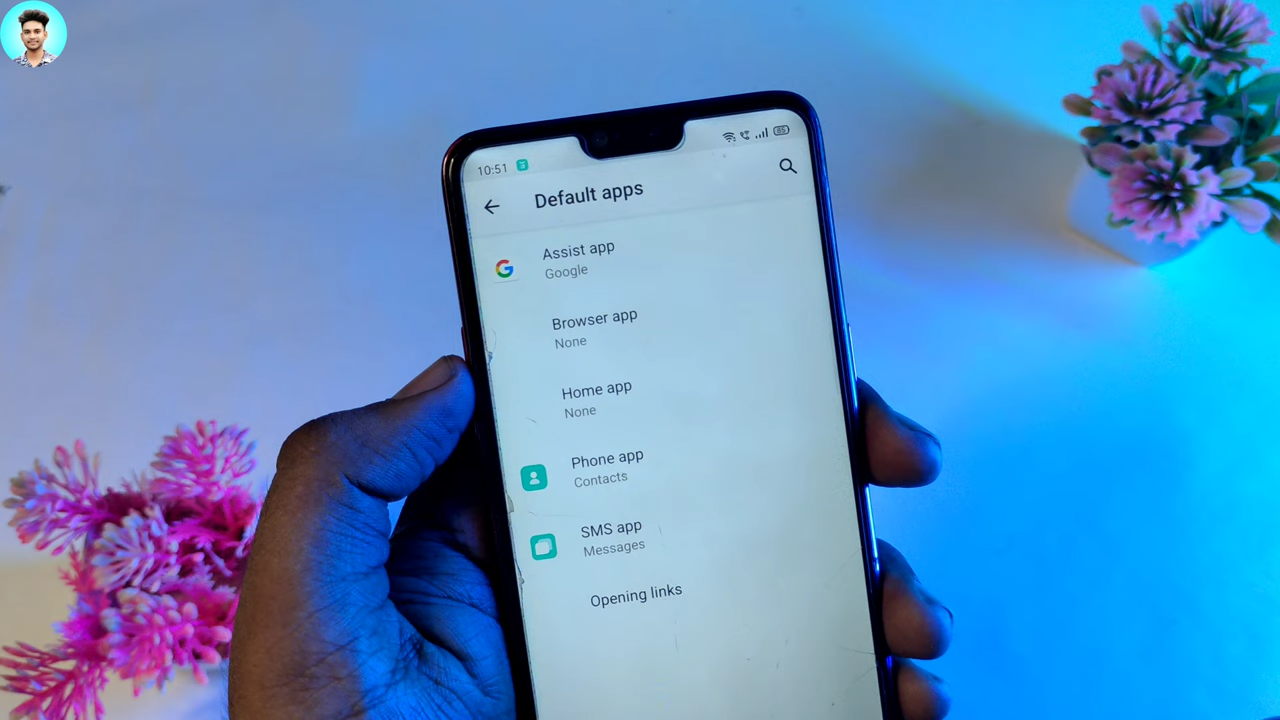 10:51
85
Default apps
Assist app
Google
Browser app
None
Home app
None
Phone app
Contacts
SMS app
Messages
Opening links